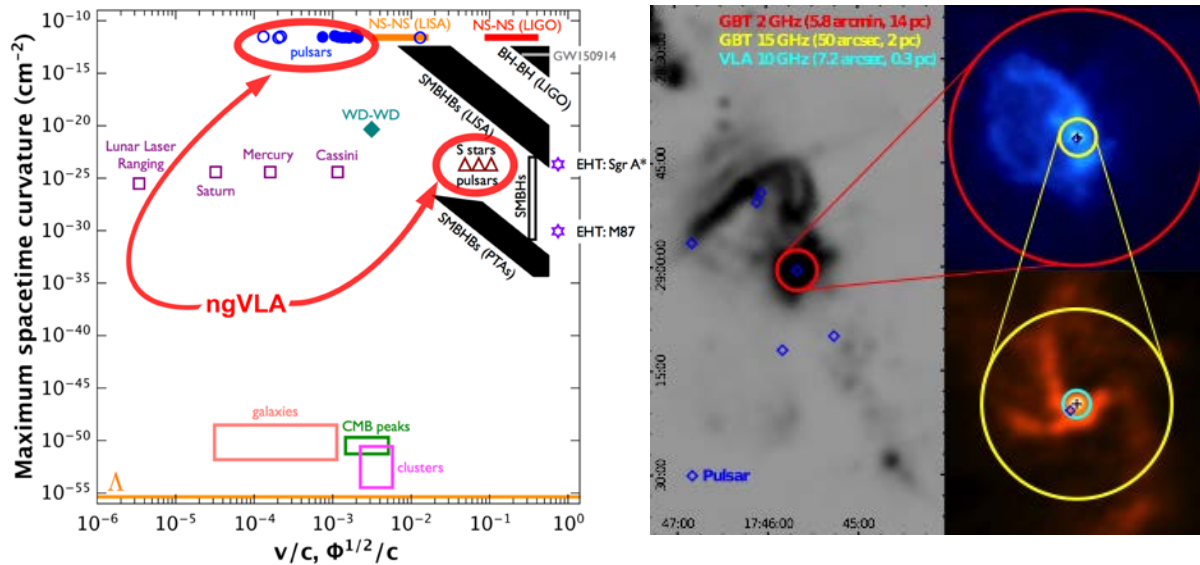 Maximum spacetime curvature (cm⁻²)
10⁻¹⁰
10⁻¹⁵
10⁻²⁰
10⁻²⁵
10⁻³⁰
10⁻³⁵
10⁻⁴⁰
10⁻⁴⁵
10⁻⁵⁰
10⁻⁵⁵
NS-NS (LISA)
NS-NS (LIGO)
pulsars
GW150914
BH-BH (LIGO)
SMBHBs (LISA)
WD-WD
Lunar Laser
Ranging
Saturn
Mercury
Cassini
S stars
pulsars
SMBHs
EHT: Sgr A*
EHT: M87
SMBHBs (PTAs)
ngVLA
galaxies
CMB peaks
clusters
Λ
10⁻⁶
10⁻⁵
10⁻⁴
10⁻³
10⁻²
10⁻¹
10⁰
v/c, Φ^1/2/c
GBT 2 GHz (5.8 arcmin, 14 pc)
GBT 15 GHz (50 arcsec, 2 pc)
VLA 10 GHz (7.2 arcsec, 0.3 pc)
-28:30:00
45:00
-29:00:00
15:00
30:00
Pulsar
47:00
17:46:00
45:00